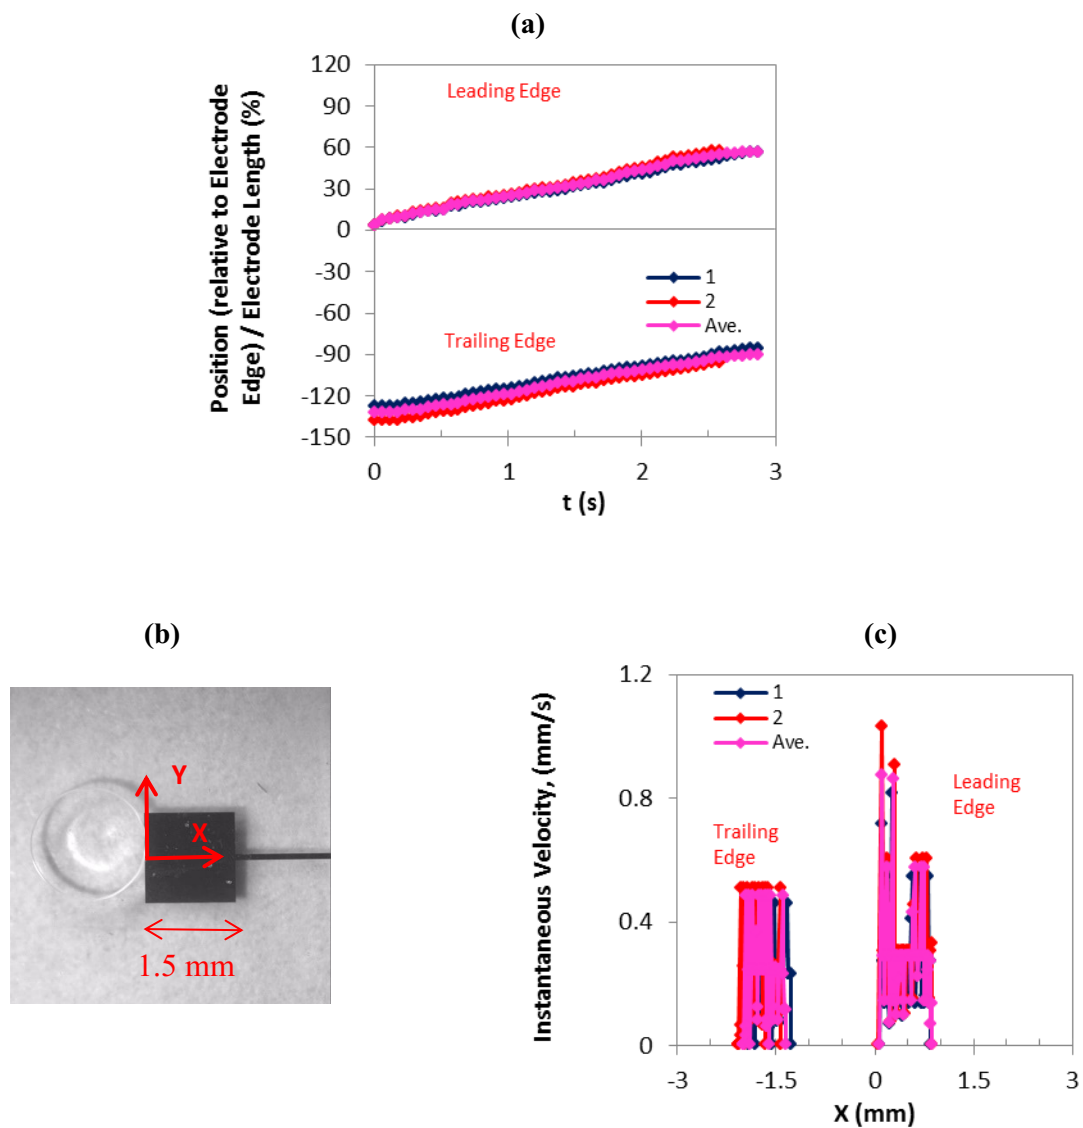 (a)
Position (relative to Electrode
Edge) / Electrode Length (%)
120
90
60
30
0
-30
-60
-90
-120
-150
Leading Edge
1
2
Ave.
Trailing Edge
0
1
2
3
t (s)
(b)
Y
X
1.5 mm
(c)
Instantaneous Velocity, (mm/s)
1.2
0.8
0.4
0
1
2
Ave.
Leading
Edge
Trailing
Edge
-3
-1.5
0
1.5
3
X (mm)